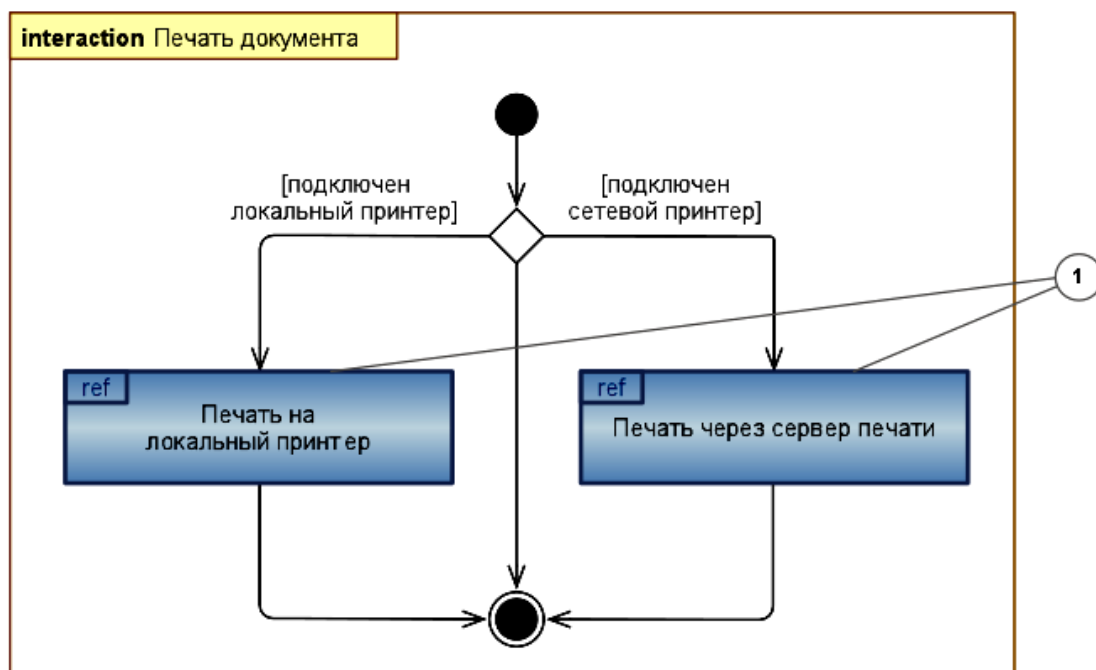 interaction Печать документа
[подключен
локальный принтер]
[подключен
сетевой принтер]
1
ref
Печать на
локальный принтер
ref
Печать через сервер печати